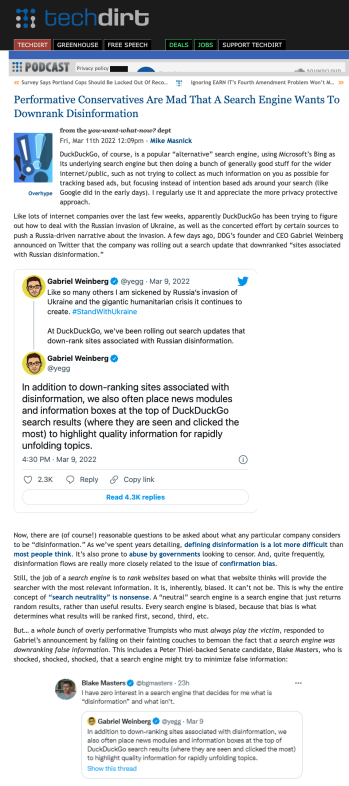 techdirt
TECHDIRT GREENHOUSE FREE SPEECH DEALS JOBS SUPPORT TECHDIRT
PODCAST
Privacy policy
SOUNDCLOUD
« Survey Says Portland Cops Should Be Locked Out Of Reco...
Ignoring EARN IT's Fourth Amendment Problem Won't M... »
Performative Conservatives Are Mad That A Search Engine Wants To
Downrank Disinformation
from the you-want-what-now? dept
Fri, Mar 11th 2022 12:09pm - Mike Masnick
Overhype
DuckDuckGo, of course, is a popular "alternative" search engine, using Microsoft's Bing as
its underlying search engine but then doing a bunch of generally good stuff for the wider
internet/public, such as not trying to collect as much information on you as possible for
tracking based ads, but focusing instead of intention based ads around your search (like
Google did in the early days). I regularly use it and appreciate the more privacy protective
approach.
Like lots of internet companies over the last few weeks, apparently DuckDuckGo has been trying to figure
out how to deal with the Russian invasion of Ukraine, as well as the concerted effort by certain sources to
push a Russia-driven narrative about the invasion. A few days ago, DDG's founder and CEO Gabriel Weinberg
announced on Twitter that the company was rolling out a search update that downranked "sites associated
with Russian disinformation."
Gabriel Weinberg @yegg · Mar 9, 2022
Like so many others I am sickened by Russia's invasion of
Ukraine and the gigantic humanitarian crisis it continues to
create. #StandWithUkraine
At DuckDuckGo, we've been rolling out search updates that
down-rank sites associated with Russian disinformation.
Gabriel Weinberg
@yegg
In addition to down-ranking sites associated with
disinformation, we also often place news modules
and information boxes at the top of DuckDuckGo
search results (where they are seen and clicked the
most) to highlight quality information for rapidly
unfolding topics.
4:30 PM · Mar 9, 2022
2.3K Reply Copy link
Read 4.3K replies
Now, there are (of course!) reasonable questions to be asked about what any particular company considers
to be "disinformation." As we've spent years detailing, defining disinformation is a lot more difficult than
most people think. It's also prone to abuse by governments looking to censor. And, quite frequently,
disinformation flows are really more closely related to the issue of confirmation bias.
Still, the job of a search engine is to rank websites based on what that website thinks will provide the
searcher with the most relevant information. It is, inherently, biased. It can't not be. This is why the entire
concept of "search neutrality" is nonsense. A "neutral" search engine is a search engine that just returns
random results, rather than useful results. Every search engine is biased, because that bias is what
determines what results will be ranked first, second, third, etc.
But... a whole bunch of overly performative Trumpists who must always play the victim, responded to
Gabriel's announcement by falling on their fainting couches to bemoan the fact that a search engine was
downranking false information. This includes a Peter Thiel-backed Senate candidate, Blake Masters, who is
shocked, shocked, shocked, that a search engine might try to minimize false information:
Blake Masters @bgmasters · 23h
I have zero interest in a search engine that decides for me what is
"disinformation" and what isn't.
Gabriel Weinberg @yegg · Mar 9
In addition to down-ranking sites associated with disinformation, we
also often place news modules and information boxes at the top of
DuckDuckGo search results (where they are seen and clicked the most)
to highlight quality information for rapidly unfolding topics.
Show this thread